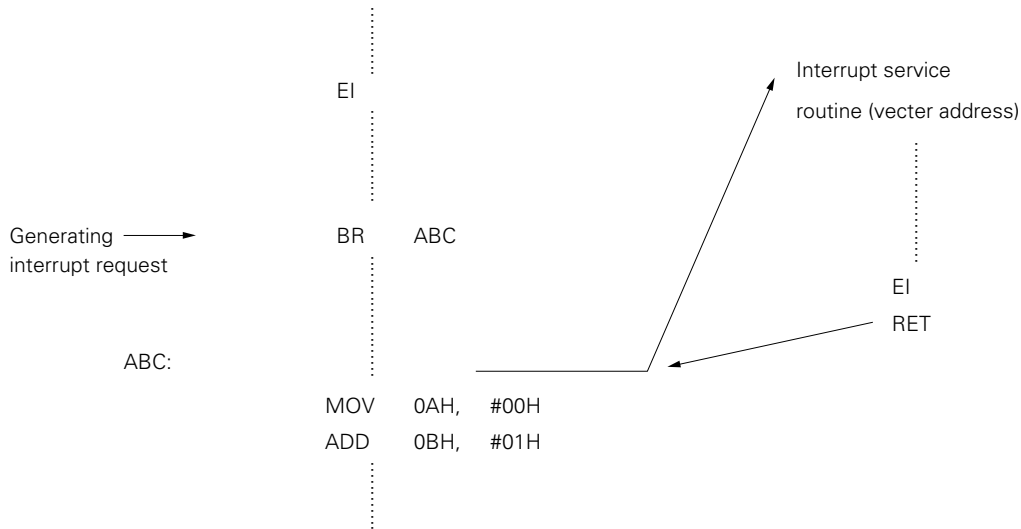 EI
Interrupt service
routine (vecter address)
Generating
interrupt request
BR ABC
EI
RET
ABC:
MOV 0AH, #00H
ADD 0BH, #01H